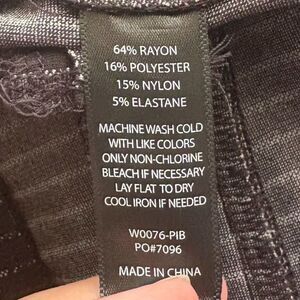 64% RAYON
16% POLYESTER
15% NYLON
5% ELASTANE
MACHINE WASH COLD
WITH LIKE COLORS
ONLY NON-CHLORINE
BLEACH IF NECESSARY
LAY FLAT TO DRY
COOL IRON IF NEEDED
W0076-PIB
PO#7096
MADE IN CHINA